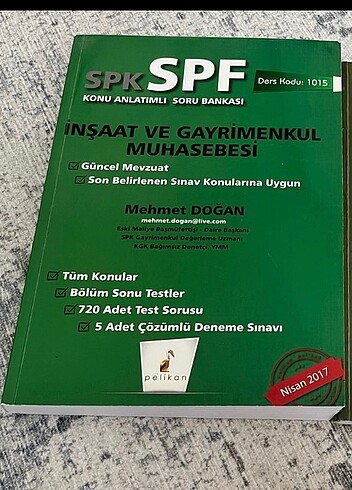 SPK SPF
Ders Kodu: 1015
KONU ANLATIMLI SORU BANKASI
İNŞAAT VE GAYRİMENKUL
MUHASEBESİ
Güncel Mevzuat
Son Belirlenen Sınav Konularına Uygun
Mehmet DOĞAN
mehmet.dogan@live.com
Eski Maliye Başmüfettişi - Daire Başkanı
SPK Gayrimenkul Değerleme Uzmanı
KGK Bağımsız Denetçi, YMM
Tüm Konular
Bölüm Sonu Testler
720 Adet Test Sorusu
5 Adet Çözümlü Deneme Sınavı
pelikan
Nisan 2017